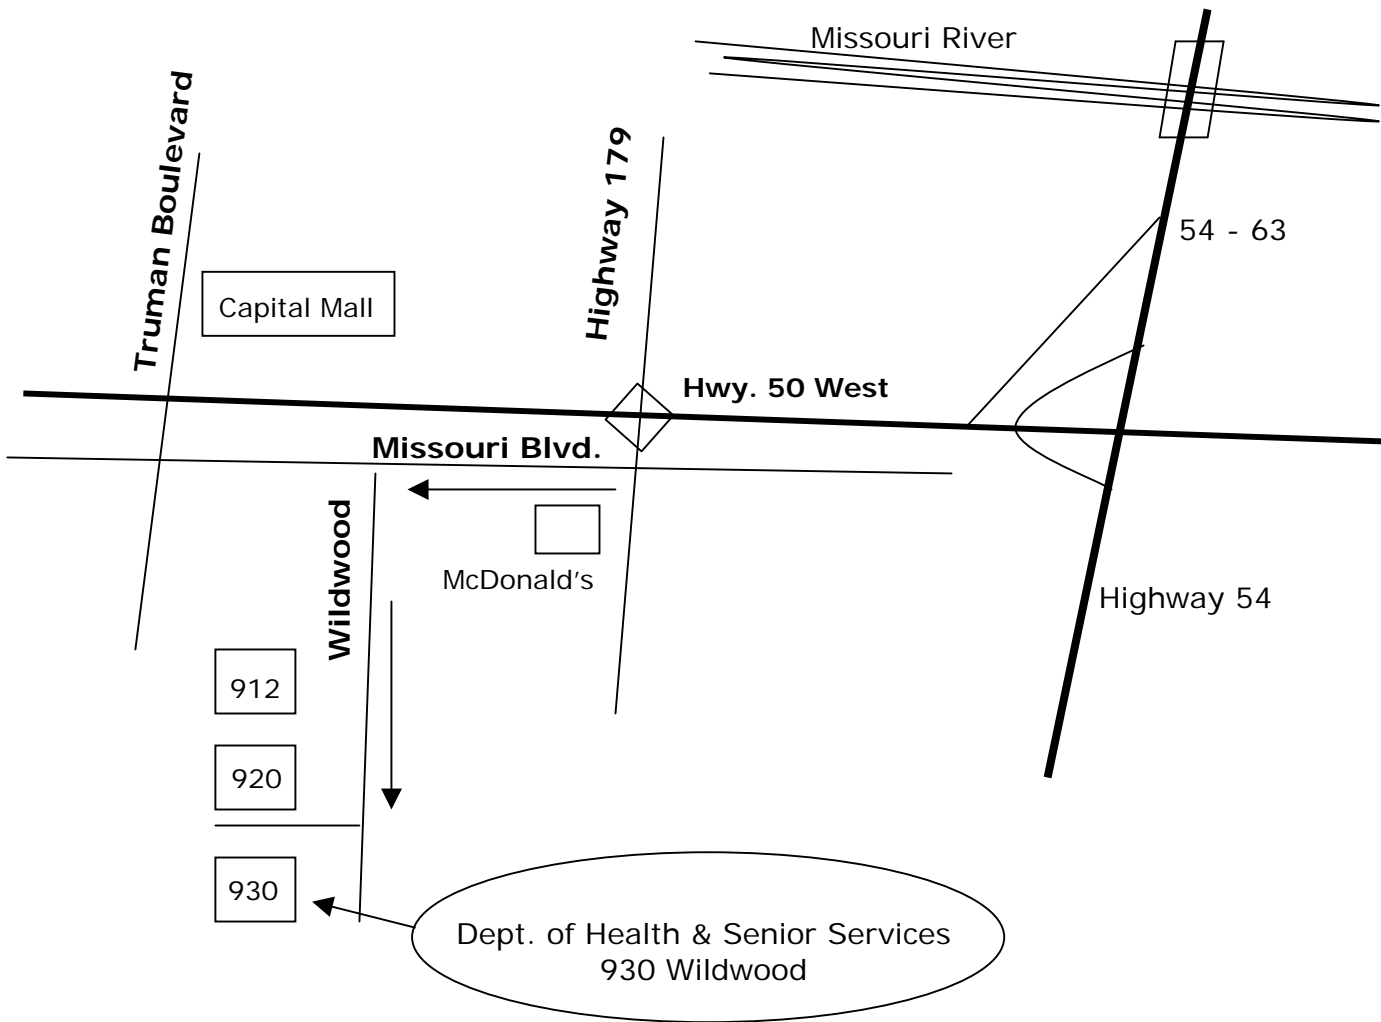 Missouri River
Truman Boulevard
Highway 179
54 - 63
Capital Mall
Hwy. 50 West
Missouri Blvd.
Wildwood
McDonald's
Highway 54
912
920
930
Dept. of Health & Senior Services
930 Wildwood